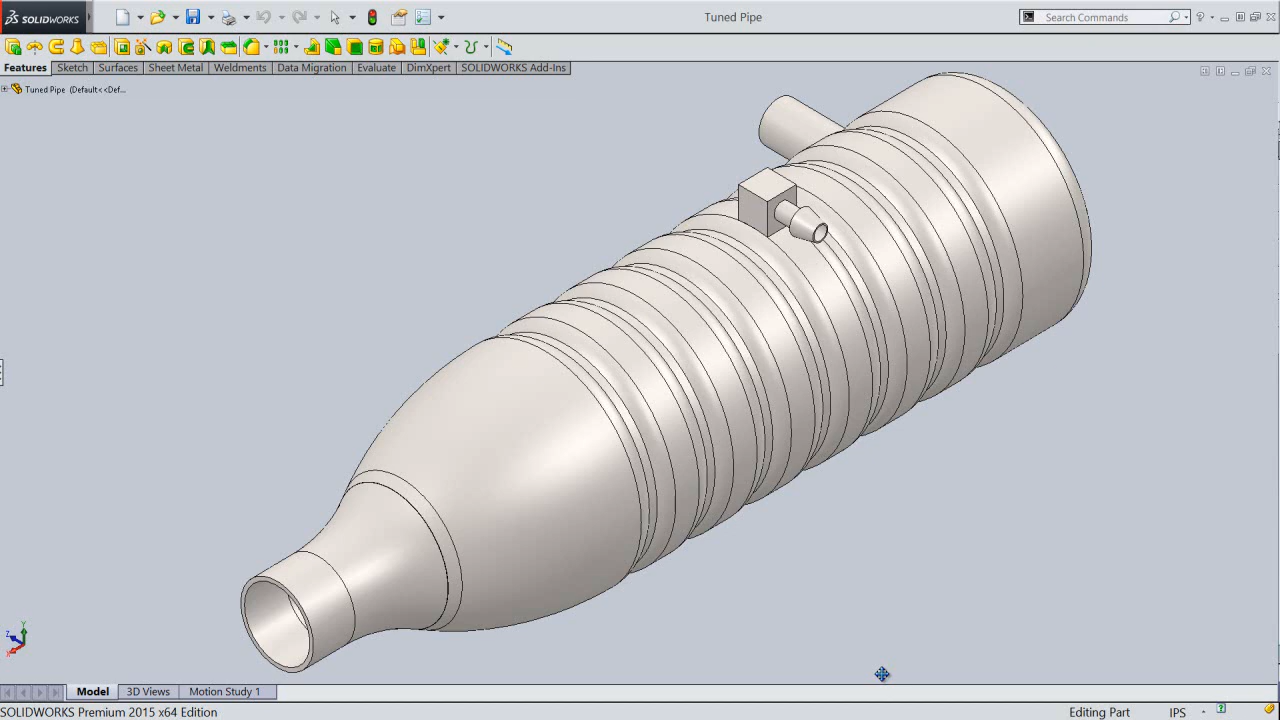 SOLIDWORKS
Tuned Pipe
Search Commands
Features Sketch Surfaces Sheet Metal Weldments Data Migration Evaluate DimXpert SOLIDWORKS Add-Ins
Tuned Pipe (Default<<Def...
Y
Z
X
Model 3D Views Motion Study 1
SOLIDWORKS Premium 2015 x64 Edition Editing Part IPS